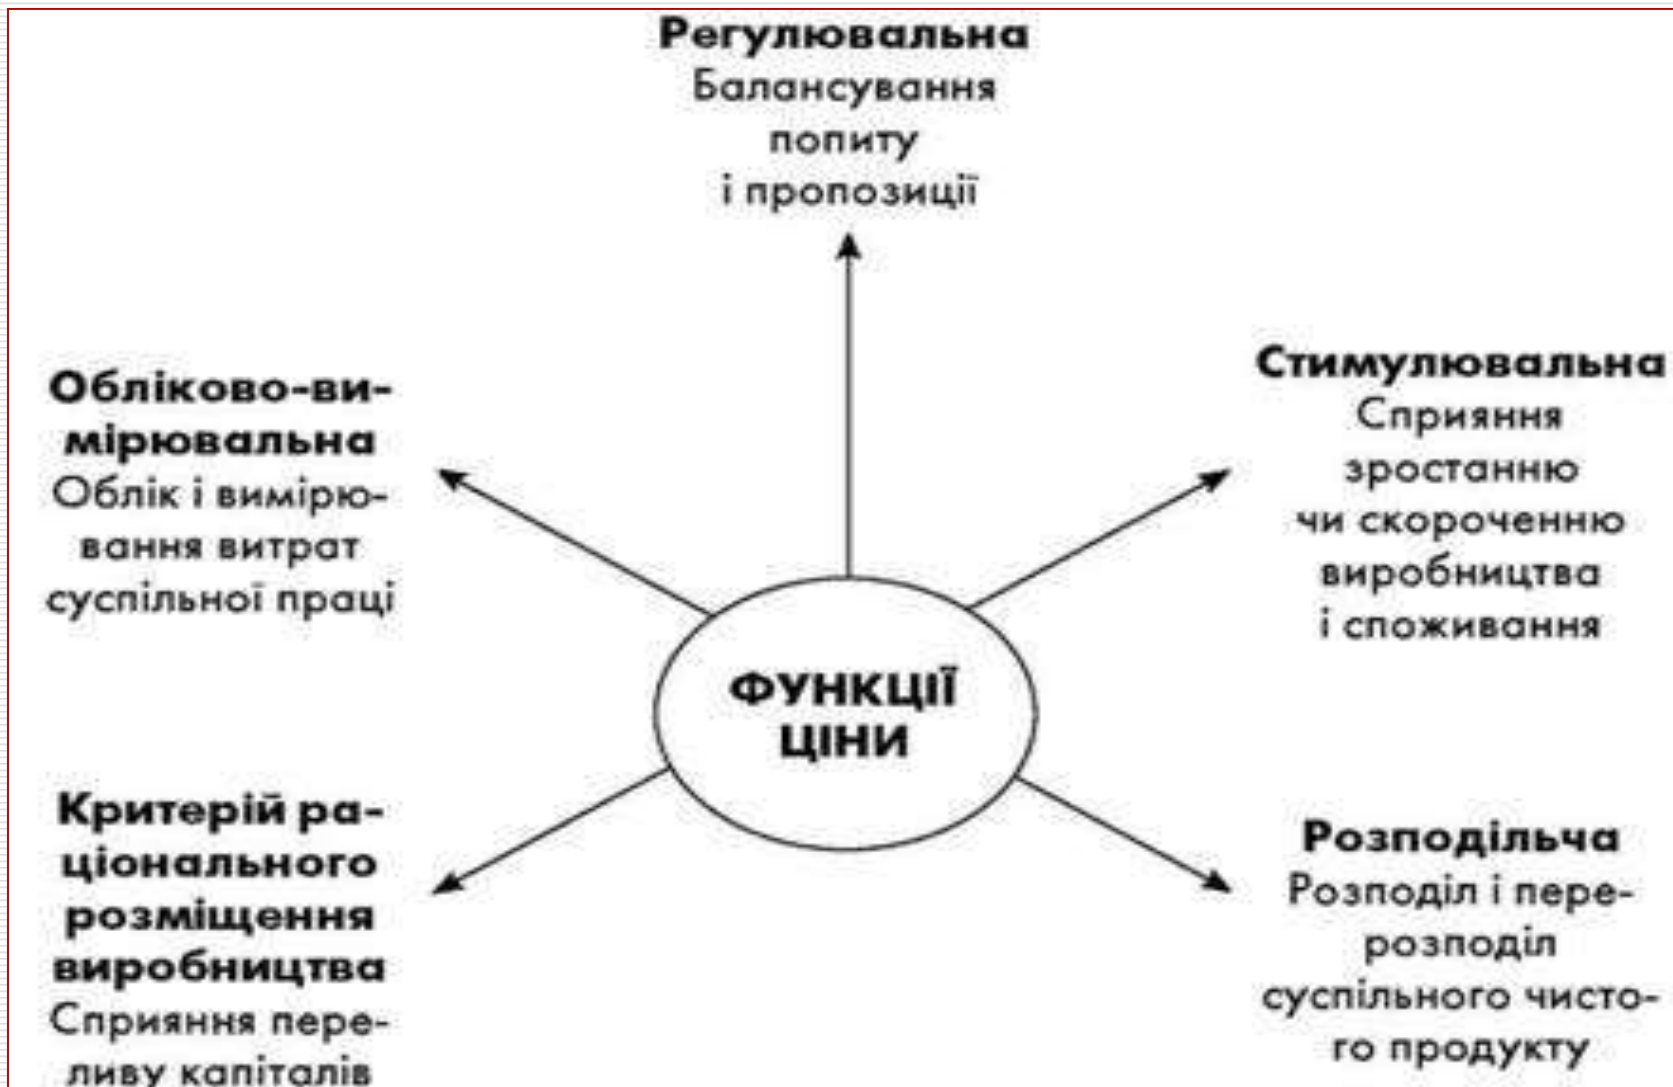 Регулювальна
Балансування
попиту
і пропозиції
Обліково-ви-
мірювальна
Облік і вимірю-
вання витрат
суспільної праці
Стимулювальна
Сприяння
зростанню
чи скороченню
виробництва
і споживання
ФУНКЦІЇ
ЦІНИ
Критерій ра-
ціонального
розміщення
виробництва
Сприяння пере-
ливу капіталів
Розподільча
Розподіл і пере-
розподіл
суспільного чисто-
го продукту